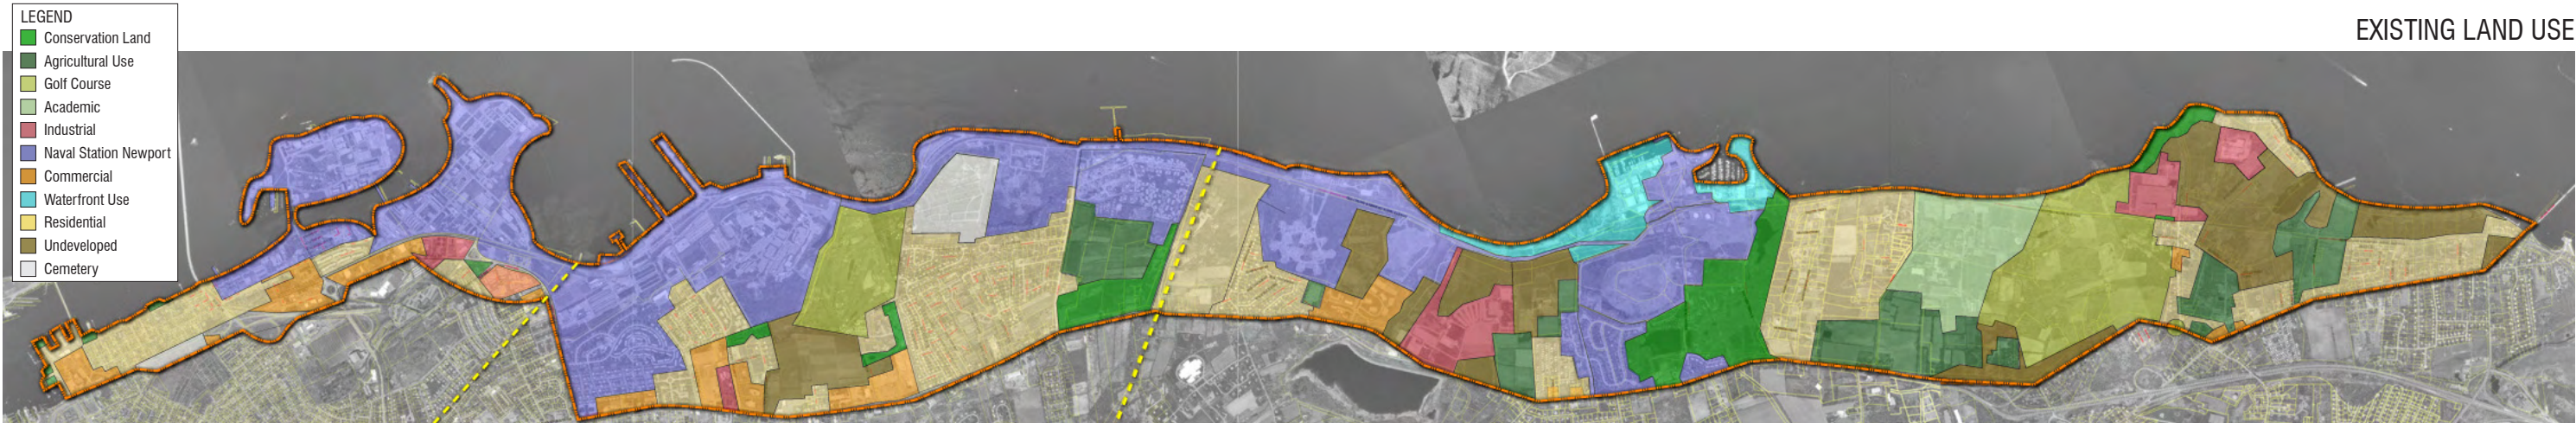 LEGEND
Conservation Land
Agricultural Use
Golf Course
Academic
Industrial
Naval Station Newport
Commercial
Waterfront Use
Residential
Undeveloped
Cemetery
EXISTING LAND USE